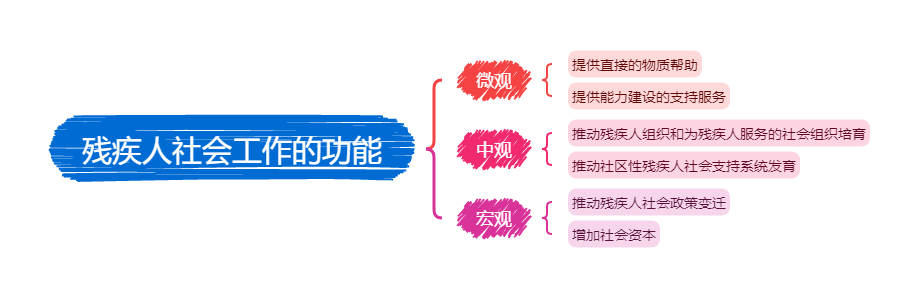 残疾人社会工作的功能
微观
提供直接的物质帮助
提供能力建设的支持服务
中观
推动残疾人组织和为残疾人服务的社会组织培育
推动社区性残疾人社会支持系统发育
宏观
推动残疾人社会政策变迁
增加社会资本